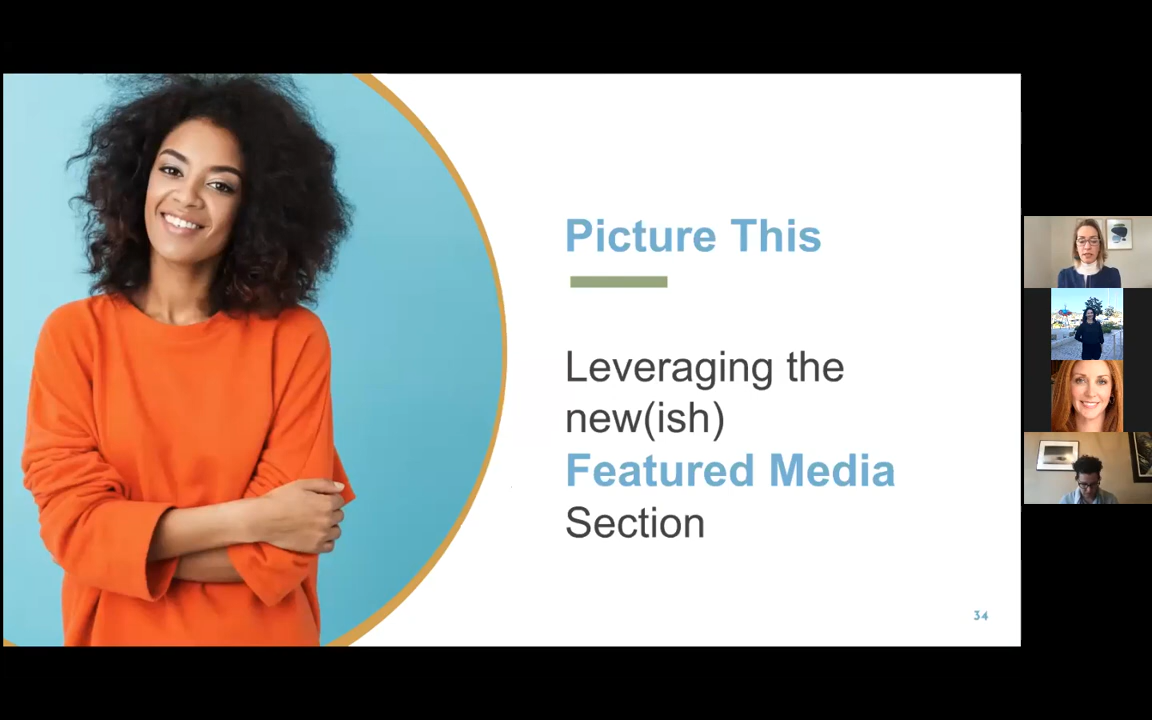 Picture This
Leveraging the
new(ish)
Featured Media
Section
34